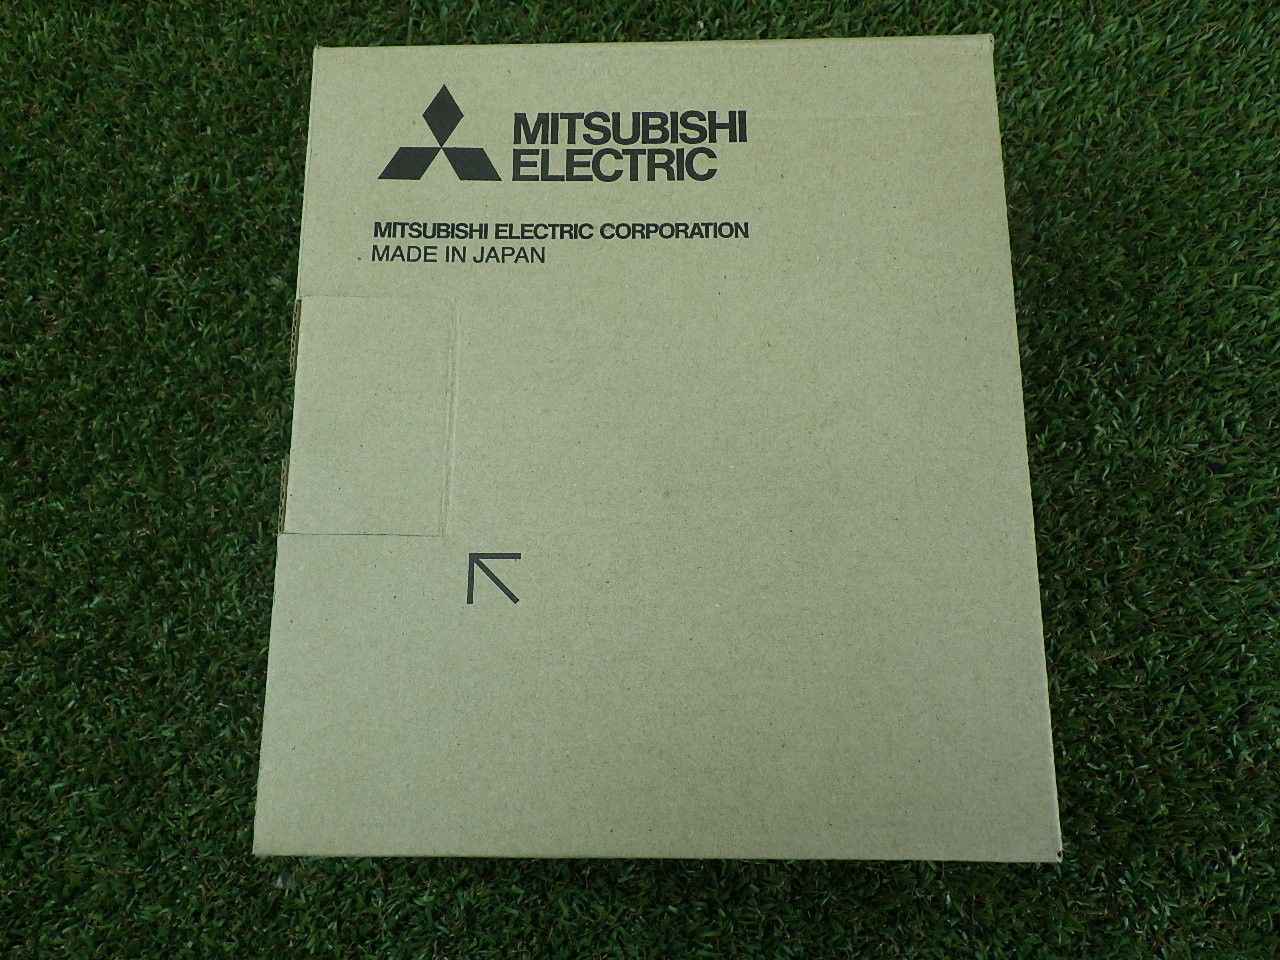 MITSUBISHI
ELECTRIC
MITSUBISHI ELECTRIC CORPORATION
MADE IN JAPAN